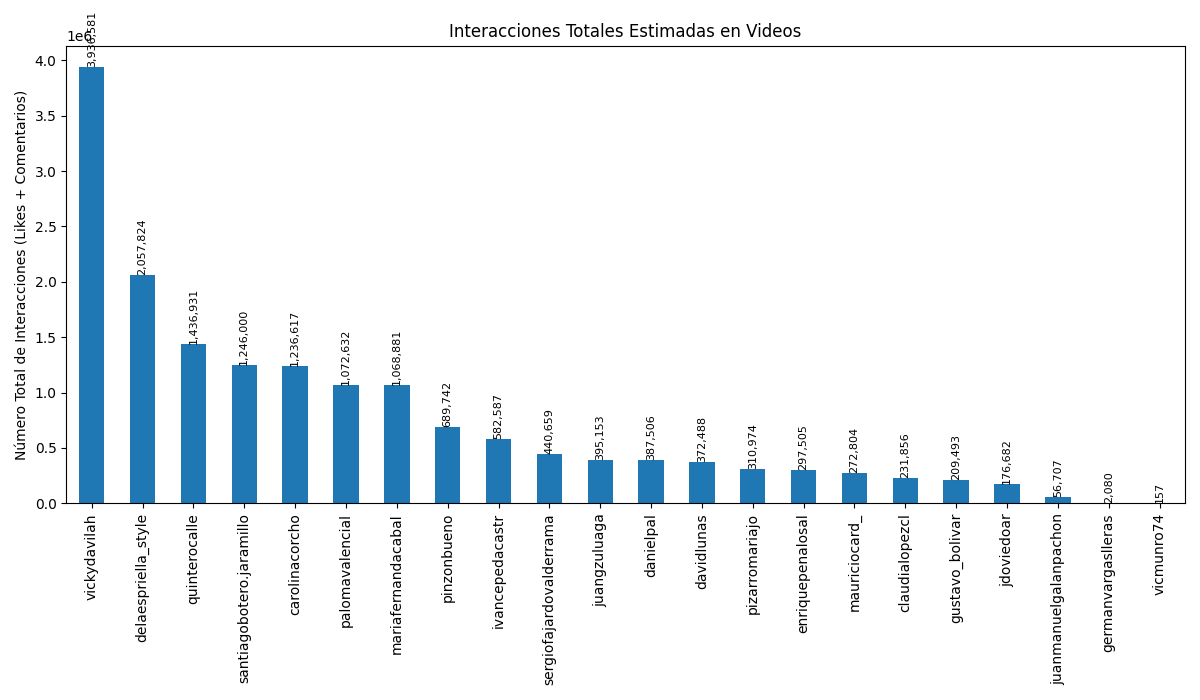 Interacciones Totales Estimadas en Videos
1e6
Número Total de Interacciones (Likes + Comentarios)
4.0
3.5
3.0
2.5
2.0
1.5
1.0
0.5
0.0
2,057,824
1,436,931
1,246,000
1,236,617
1,072,632
1,068,881
689,742
582,587
440,659
395,153
387,506
372,488
310,974
297,505
272,804
231,856
209,493
176,682
56,707
2,080
157
vickydavilah
delaespriella_style
quinterocalle
santiagobotero.jaramillo
carolinacorcho
palomavalencial
mariafernandacabal
pinzonbueno
ivancepedacastr
sergiofajardovalderrama
juangzuluaga
danielpal
davidlunas
pizarromariajo
enriquepenalosal
mauriciocard_
claudialopezcl
gustavo_bolivar
jdoviedoar
juanmanuelgalanpachon
germanvargaslleras
vicmunro74